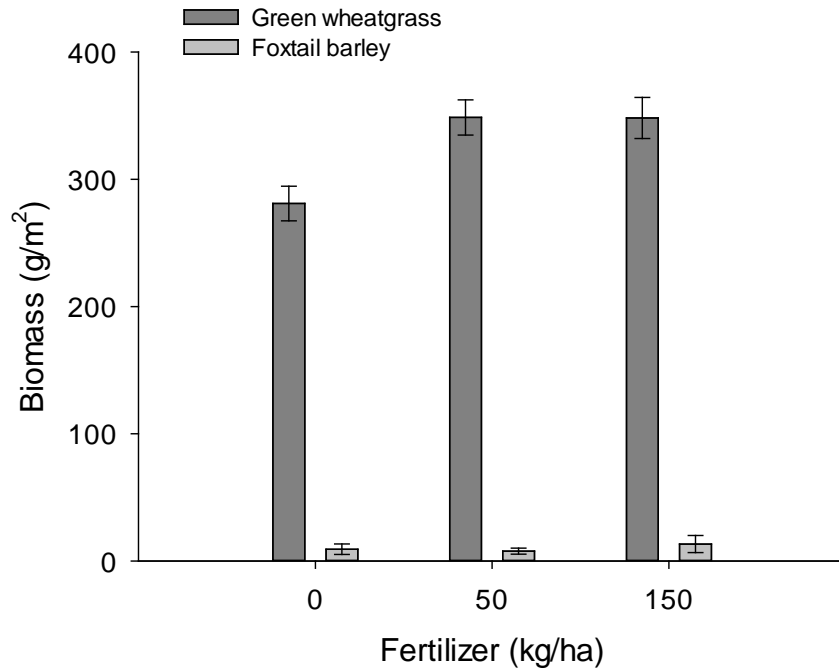 Green wheatgrass
Foxtail barley
400
300
200
100
0
Biomass (g/m²)
0 50 150
Fertilizer (kg/ha)